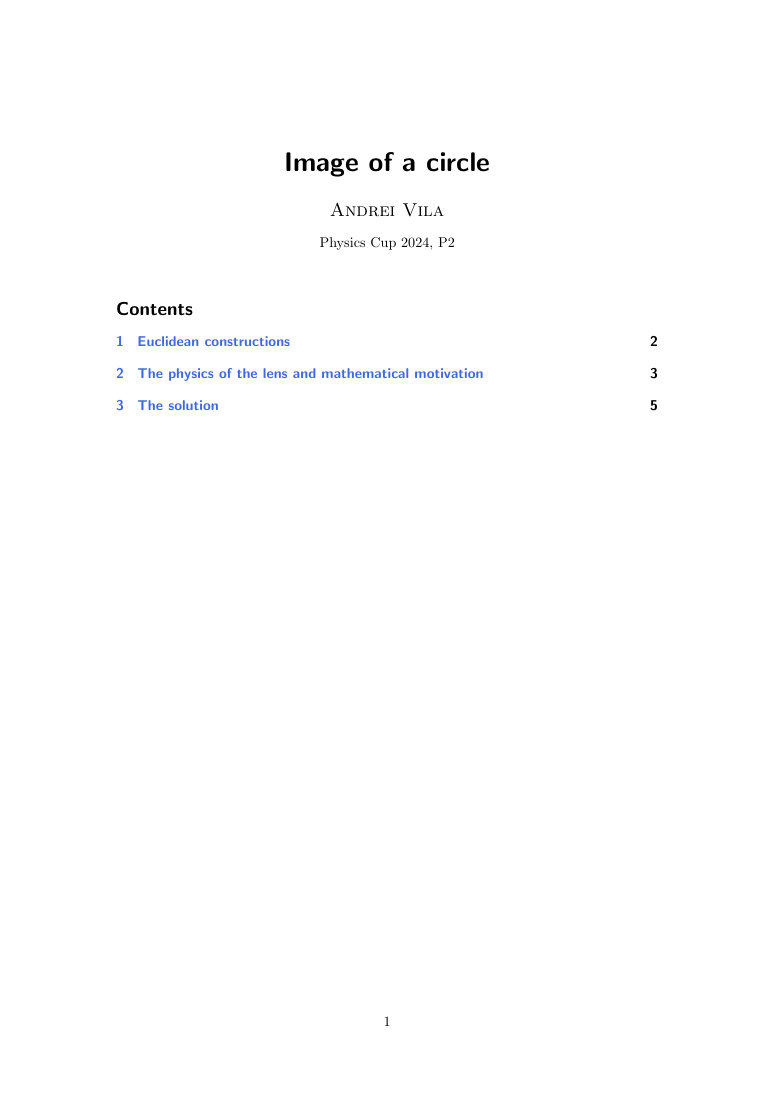 Image of a circle
Andrei Vila
Physics Cup 2024, P2
Contents
1 Euclidean constructions 2
2 The physics of the lens and mathematical motivation 3
3 The solution 5
1